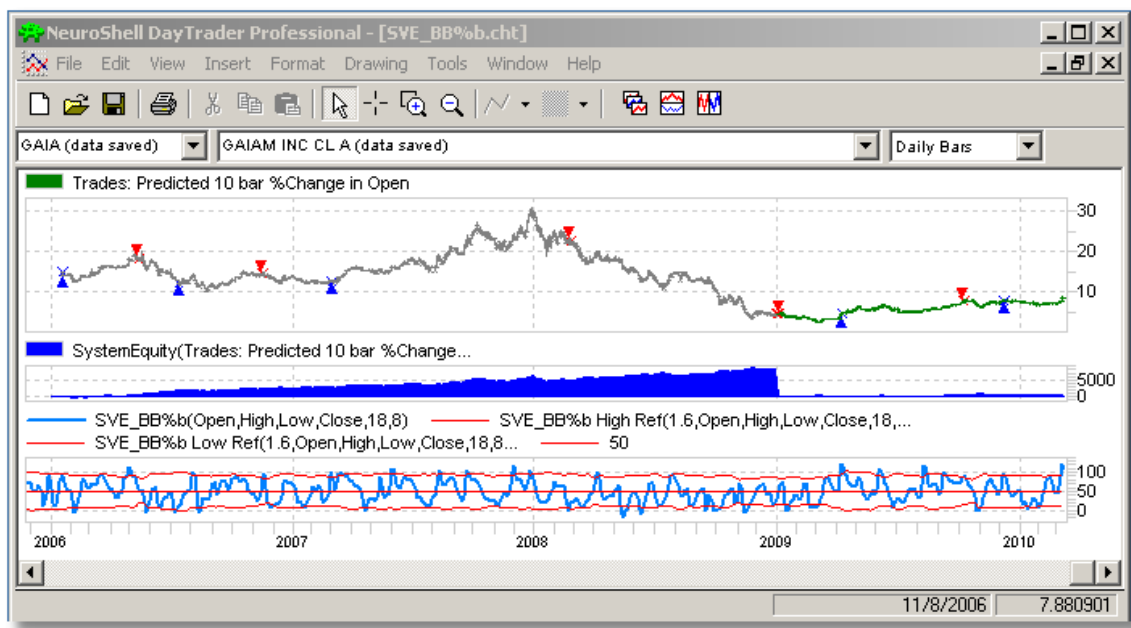 NeuroShell DayTrader Professional - [SVE_BB%b.cht]
File Edit View Insert Format Drawing Tools Window Help
GAIA (data saved) GAIAM INC CL A (data saved) Daily Bars
Trades: Predicted 10 bar %Change in Open
30
20
10
SystemEquity(Trades: Predicted 10 bar %Change...
5000
0
SVE_BB%b(Open,High,Low,Close,18,8) SVE_BB%b High Ref(1.6,Open,High,Low,Close,18,...
SVE_BB%b Low Ref(1.6,Open,High,Low,Close,18,8... 50
100
50
0
2006 2007 2008 2009 2010
11/8/2006 7.880901